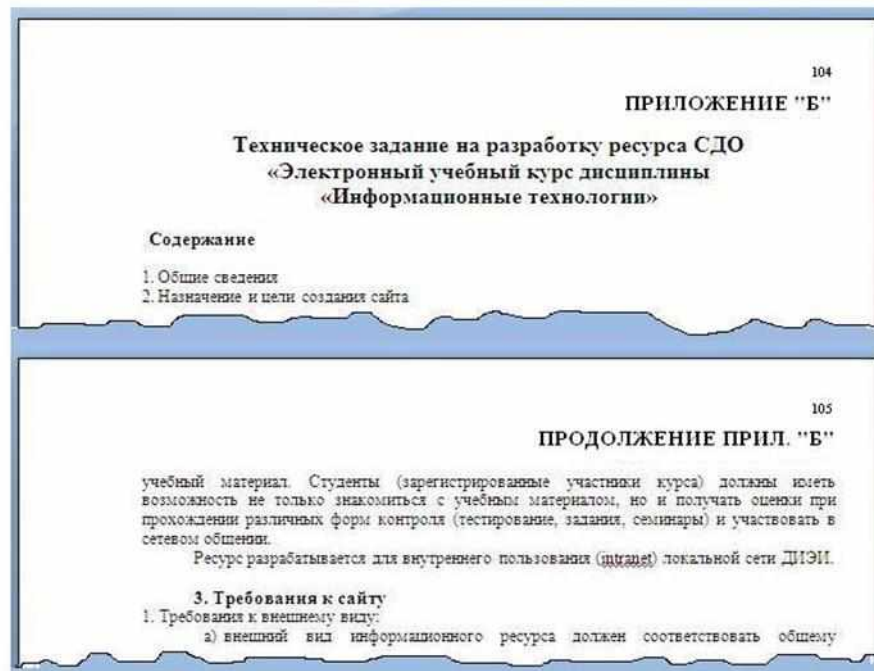 104
ПРИЛОЖЕНИЕ "Б"
Техническое задание на разработку ресурса СДО
«Электронный учебный курс дисциплины
«Информационные технологии»
Содержание
1. Общие сведения
2. Назначение и цели создания сайта
105
ПРОДОЛЖЕНИЕ ПРИЛ. "Б"
учебный материал. Студенты (зарегистрированные участники курса) должны иметь
возможность не только знакомиться с учебным материалом, но и получать оценки при
прохождении различных форм контроля (тестирование, задания, семинары) и участвовать в
сетевом общении.
Ресурс разрабатывается для внутреннего пользования (intranet) локальной сети ДИЭИ.
3. Требования к сайту
1. Требования к внешнему виду:
а) внешний вид информационного ресурса должен соответствовать общему